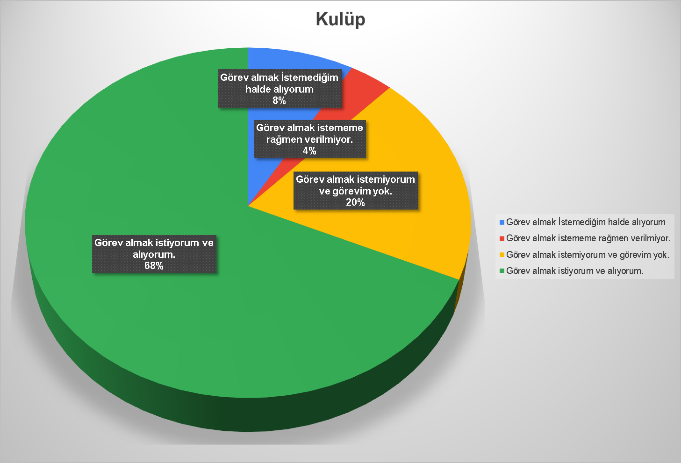 Kulüp
Görev almak İstemediğim
halde alıyorum
8%
Görev almak istememe
rağmen verilmiyor.
4%
Görev almak istemiyorum
ve görevim yok.
20%
Görev almak istiyorum ve
alıyorum.
68%
Görev almak İstemediğim halde alıyorum
Görev almak istememe rağmen verilmiyor.
Görev almak istemiyorum ve görevim yok.
Görev almak istiyorum ve alıyorum.